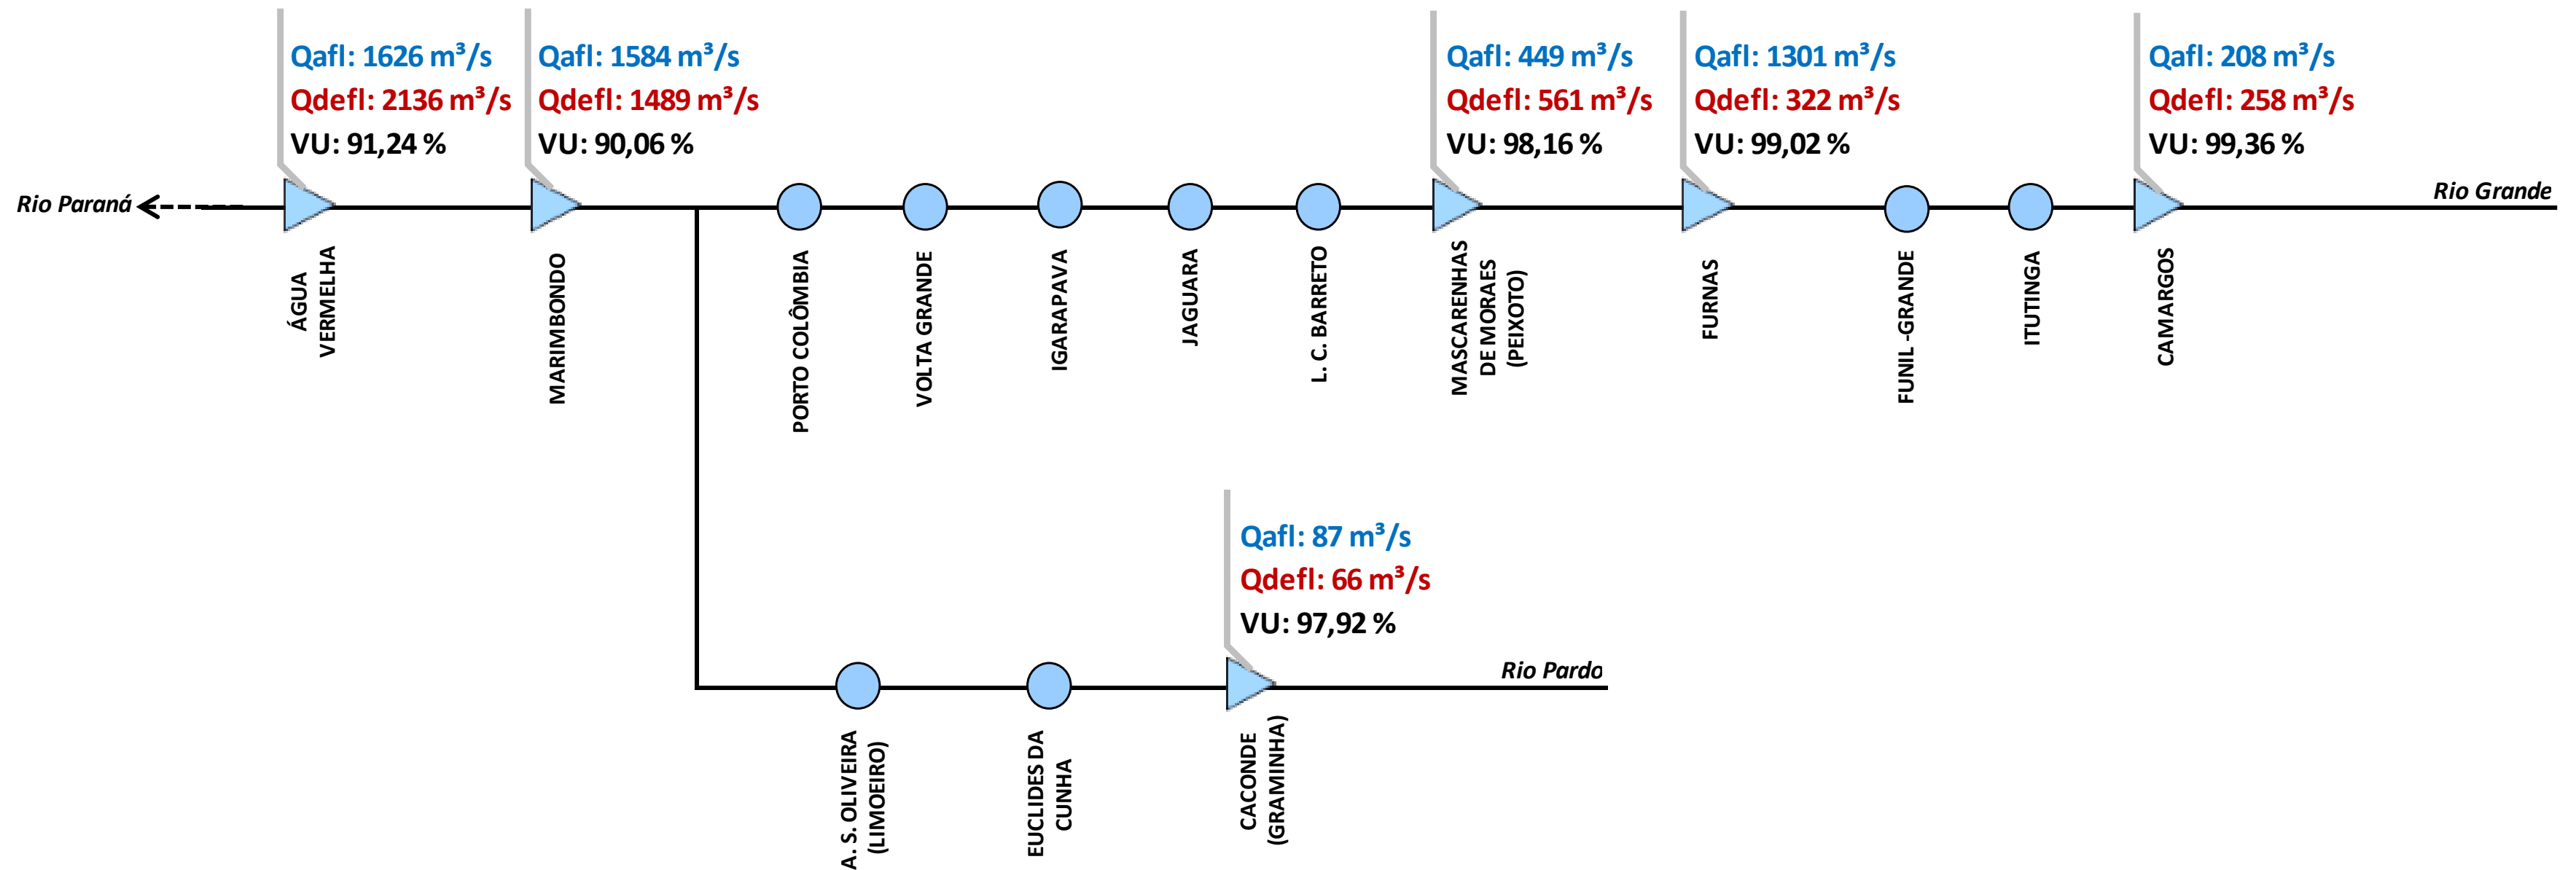 Qafl: 1626 m³/s
Qdefl: 2136 m³/s
VU: 91,24 %
Qafl: 1584 m³/s
Qdefl: 1489 m³/s
VU: 90,06 %
Qafl: 449 m³/s
Qdefl: 561 m³/s
VU: 98,16 %
Qafl: 1301 m³/s
Qdefl: 322 m³/s
VU: 99,02 %
Qafl: 208 m³/s
Qdefl: 258 m³/s
VU: 99,36 %
Rio Paraná
Rio Grande
ÁGUA
VERMELHA
MARIMBONDO
PORTO COLÔMBIA
VOLTA GRANDE
IGARAPAVA
JAGUARA
L. C. BARRETO
MASCARENHAS
DE MORAES
(PEIXOTO)
FURNAS
FUNIL -GRANDE
ITUTINGA
CAMARGOS
Qafl: 87 m³/s
Qdefl: 66 m³/s
VU: 97,92 %
Rio Pardo
A. S. OLIVEIRA
(LIMOEIRO)
EUCLIDES DA
CUNHA
CACONDE
(GRAMINHA)